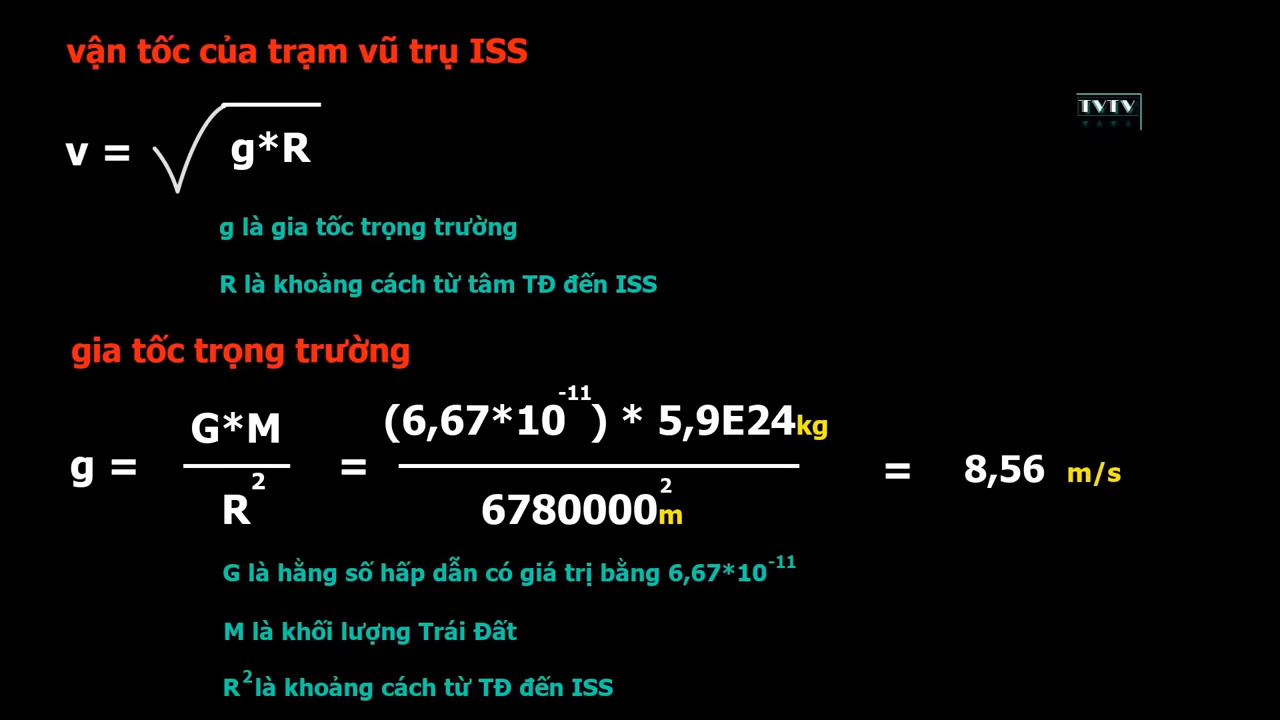 vận tốc của trạm vũ trụ ISS
TVTV
v = √ g*R
g là gia tốc trọng trường
R là khoảng cách từ tâm TĐ đến ISS
gia tốc trọng trường
g = G*M / R² = (6,67*10⁻¹¹) * 5,9E24kg / 6780000m² = 8,56 m/s
G là hằng số hấp dẫn có giá trị bằng 6,67*10⁻¹¹
M là khối lượng Trái Đất
R² là khoảng cách từ TĐ đến ISS